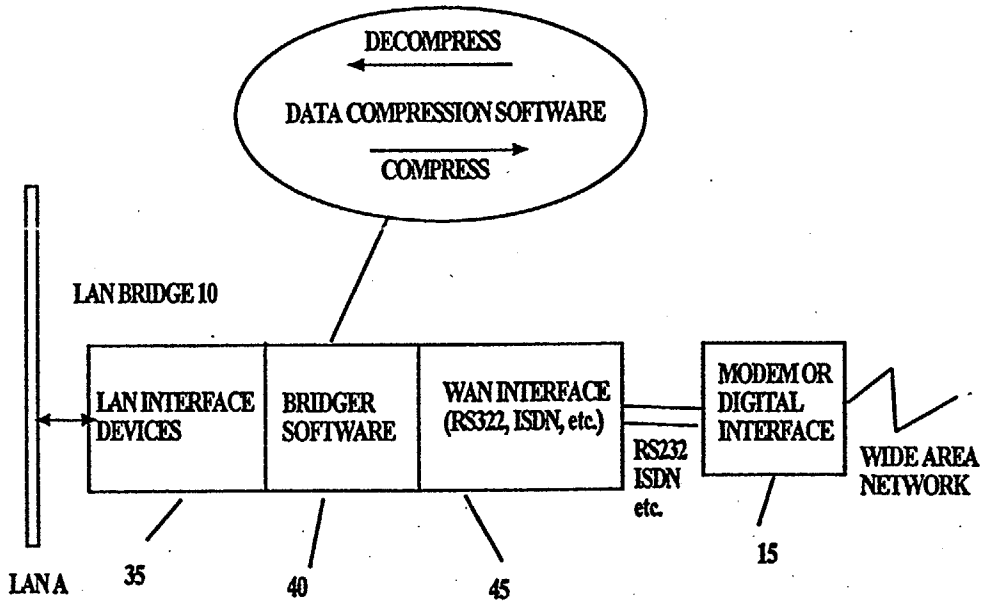 DECOMPRESS
DATA COMPRESSION SOFTWARE
COMPRESS
LAN BRIDGE 10
LAN INTERFACE
DEVICES
BRIDGER
SOFTWARE
WAN INTERFACE
(RS322, ISDN, etc.)
RS232
ISDN
etc.
MODEM OR
DIGITAL
INTERFACE
WIDE AREA
NETWORK
LAN A
35
40
45
15